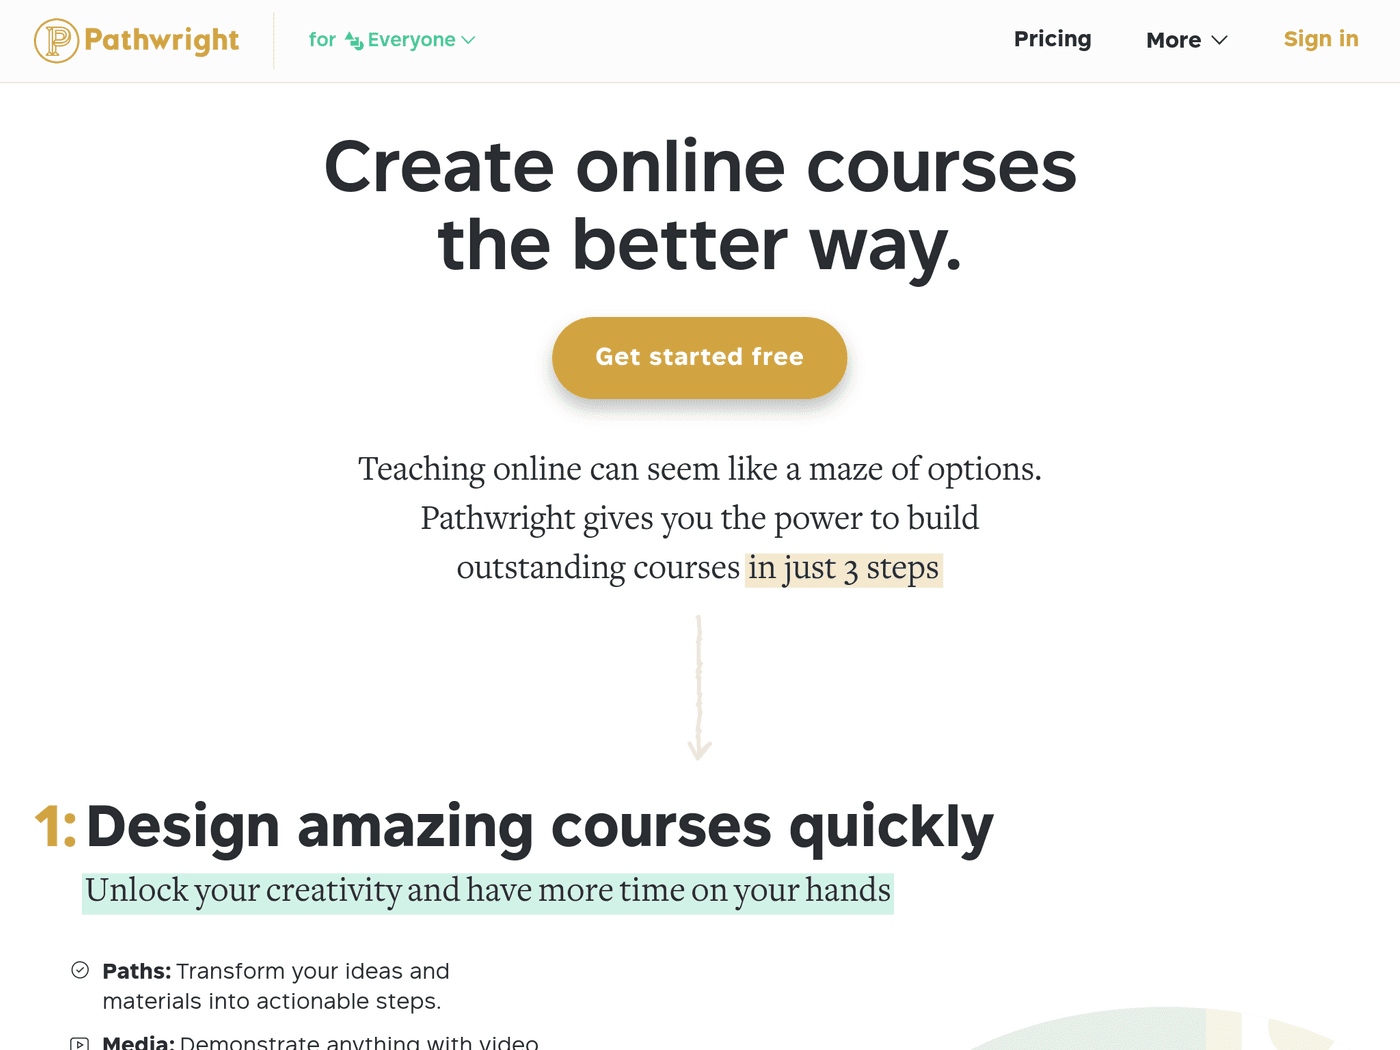 Pathwright
for Everyone
Pricing
More
Sign in
Create online courses
the better way.
Get started free
Teaching online can seem like a maze of options.
Pathwright gives you the power to build
outstanding courses in just 3 steps
1: Design amazing courses quickly
Unlock your creativity and have more time on your hands
Paths: Transform your ideas and
materials into actionable steps.
Media: Demonstrate anything with video